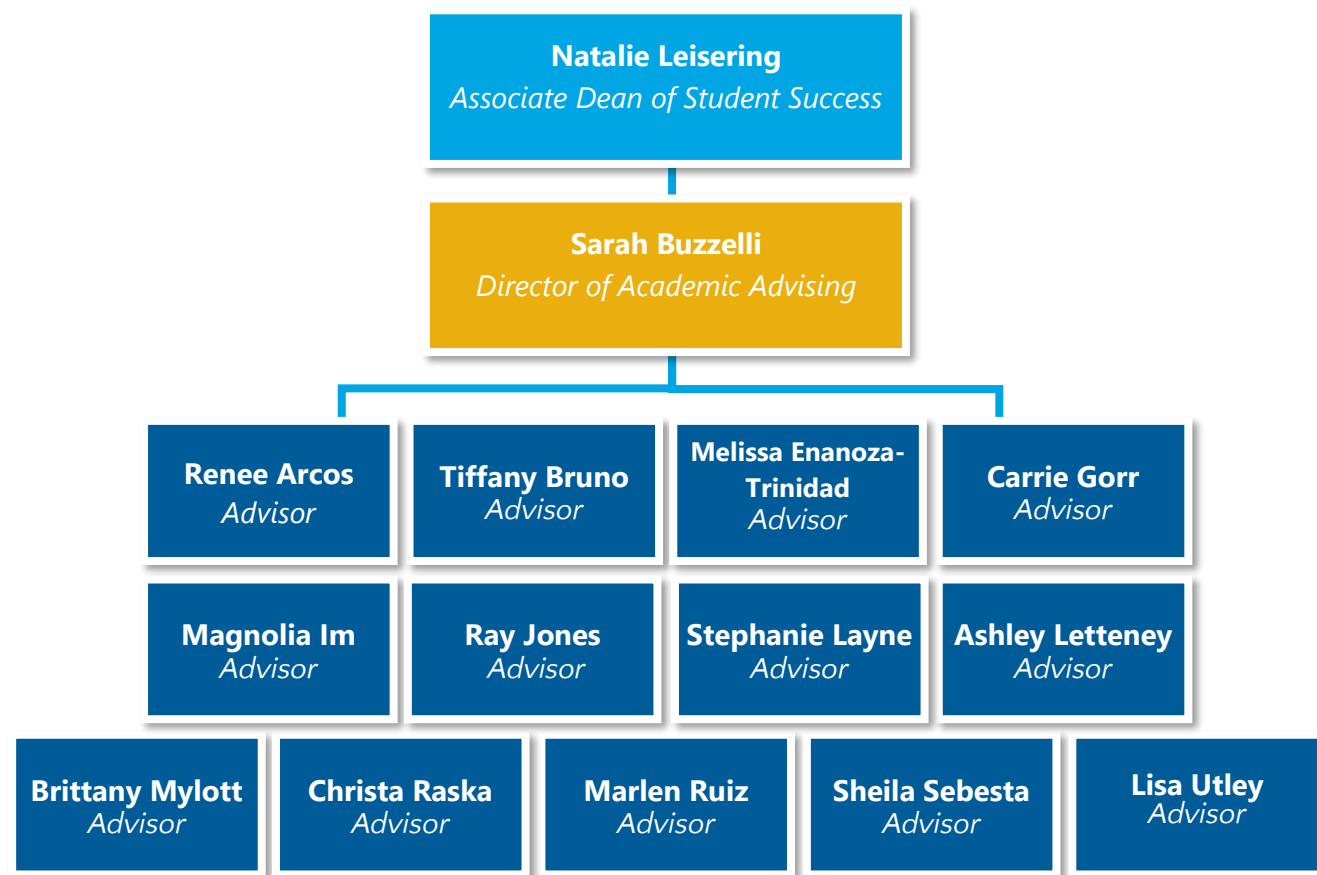 Natalie Leisering
Associate Dean of Student Success
Sarah Buzzelli
Director of Academic Advising
Renee Arcos
Advisor
Tiffany Bruno
Advisor
Melissa Enanoza-
Trinidad
Advisor
Carrie Gorr
Advisor
Magnolia Im
Advisor
Ray Jones
Advisor
Stephanie Layne
Advisor
Ashley Letteney
Advisor
Brittany Mylott
Advisor
Christa Raska
Advisor
Marlen Ruiz
Advisor
Sheila Sebesta
Advisor
Lisa Utley
Advisor